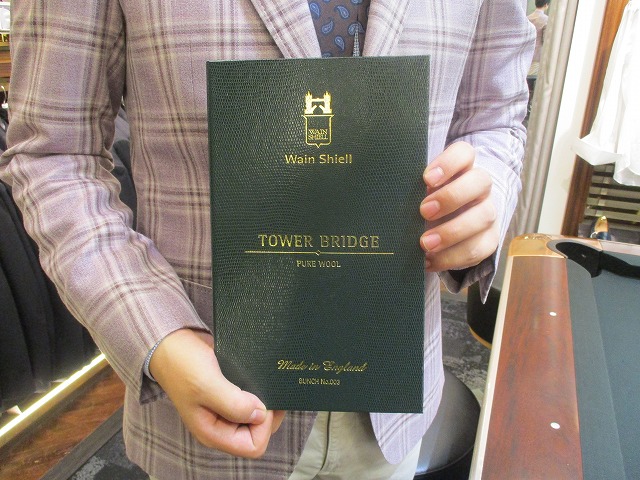 WAIN
SHIELL
Wain Shiell
TOWER BRIDGE
PURE WOOL
Made in England
BUNCH No.003